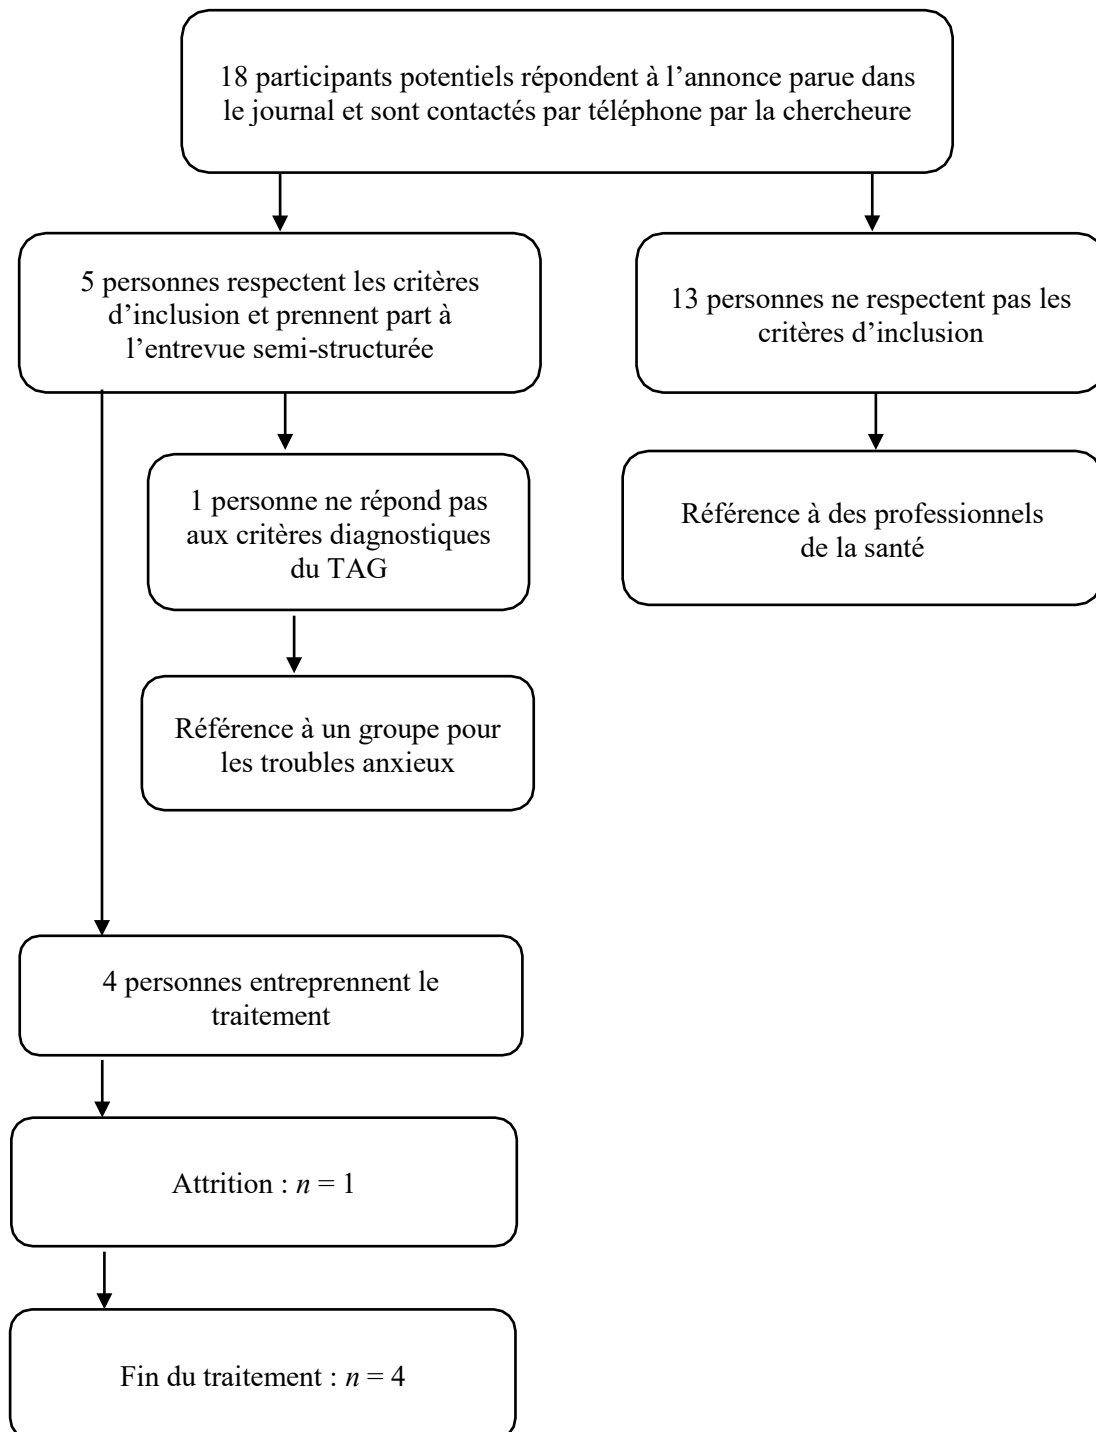 18 participants potentiels répondent à l’annonce parue dans
le journal et sont contactés par téléphone par la chercheure
5 personnes respectent les critères
d’inclusion et prennent part à
l’entrevue semi-structurée
13 personnes ne respectent pas les
critères d’inclusion
1 personne ne répond pas
aux critères diagnostiques
du TAG
Référence à des professionnels
de la santé
Référence à un groupe pour
les troubles anxieux
4 personnes entreprennent le
traitement
Attrition : n = 1
Fin du traitement : n = 4